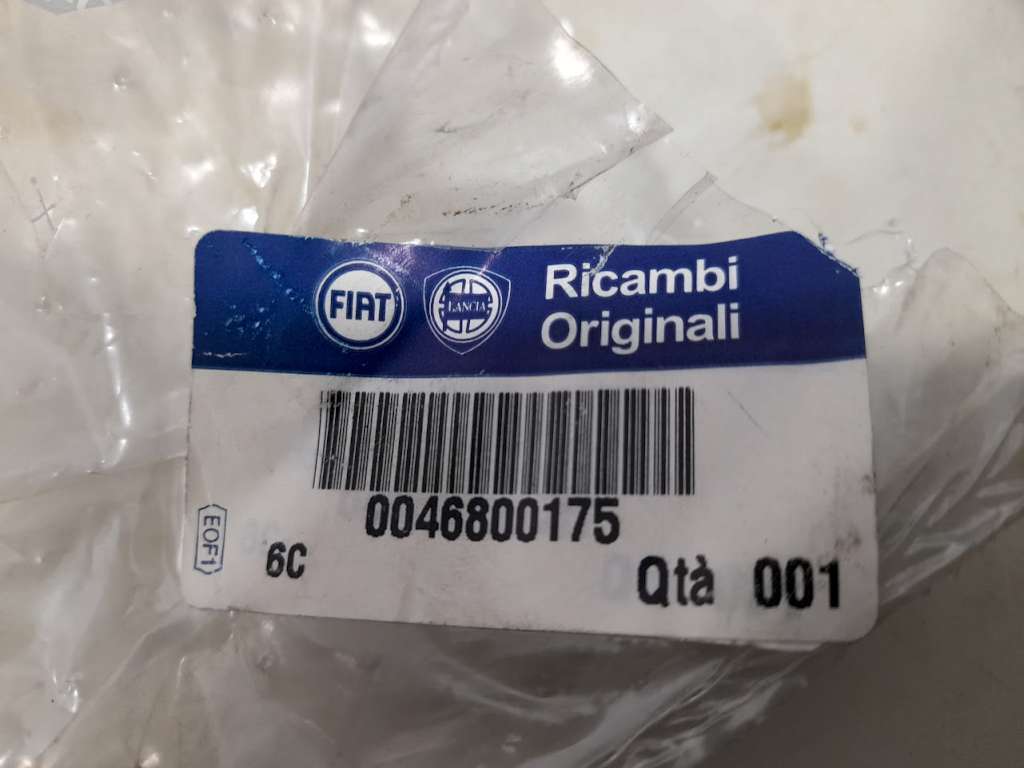 FIAT
LANCIA
Ricambi
Originali
0046800175
EOF1
6C
Qtà 001